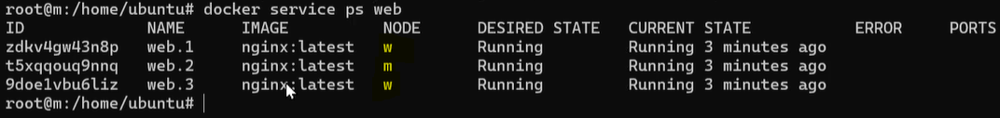 root@m:/home/ubuntu# docker service ps web
ID NAME IMAGE NODE DESIRED STATE CURRENT STATE ERROR PORTS
zdkv4gw43n8p web.1 nginx:latest w Running Running 3 minutes ago
t5xqqouq9nnq web.2 nginx:latest m Running Running 3 minutes ago
9doe1vbu6liz web.3 nginx:latest w Running Running 3 minutes ago
root@m:/home/ubuntu#